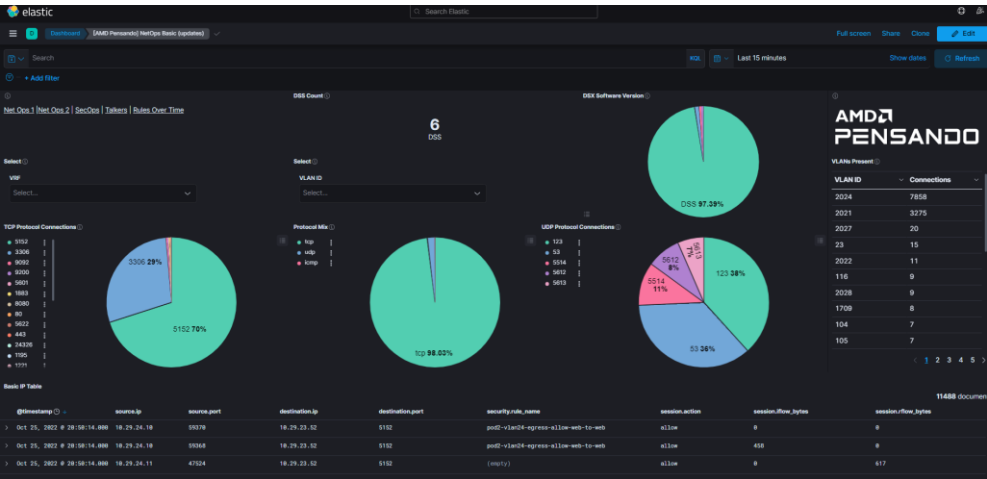 elastic
Search Elastic
Dashboard
[AMD Pensando] NetOps Basic (updates)
Full screen Share Clone Edit
Search
KQL
Last 15 minutes
Show dates
Refresh
+ Add filter
Net Ops 1 |Net Ops 2 | SecOps | Talkers | Rules Over Time
DSS Count
6
DSS
DSX Software Version
DSS 97.39%
AMD
PENSANDO
Select
VRF
Select...
Select
VLAN ID
Select...
VLANs Present
VLAN ID Connections
2024 7858
2021 3275
2027 20
23 15
2022 11
116 9
2028 9
1709 8
104 7
105 7
1 2 3 4 5
TCP Protocol Connections
5152
3306
9092
9200
5601
1883
8080
80
5622
443
24326
1195
3306 29%
5152 70%
Protocol Mix
tcp
udp
icmp
tcp 98.03%
UDP Protocol Connections
123
53
5514
5612
5613
123 38%
53 36%
5514
11%
5612
8%
5613
7%
Basic IP Table
11488 documen
@timestamp source.ip source.port destination.ip destination.port security.rule_name session.action session.iflow_bytes session.rflow_bytes
Oct 25, 2022 @ 20:50:14.000 10.29.24.10 59370 10.29.23.52 5152 pod2-vlan24-egress-allow-web-to-web allow 0 0
Oct 25, 2022 @ 20:50:14.000 10.29.24.10 59368 10.29.23.52 5152 pod2-vlan24-egress-allow-web-to-web allow 458 0
Oct 25, 2022 @ 20:50:14.000 10.29.24.11 47524 10.29.23.52 5152 (empty) allow 0 617